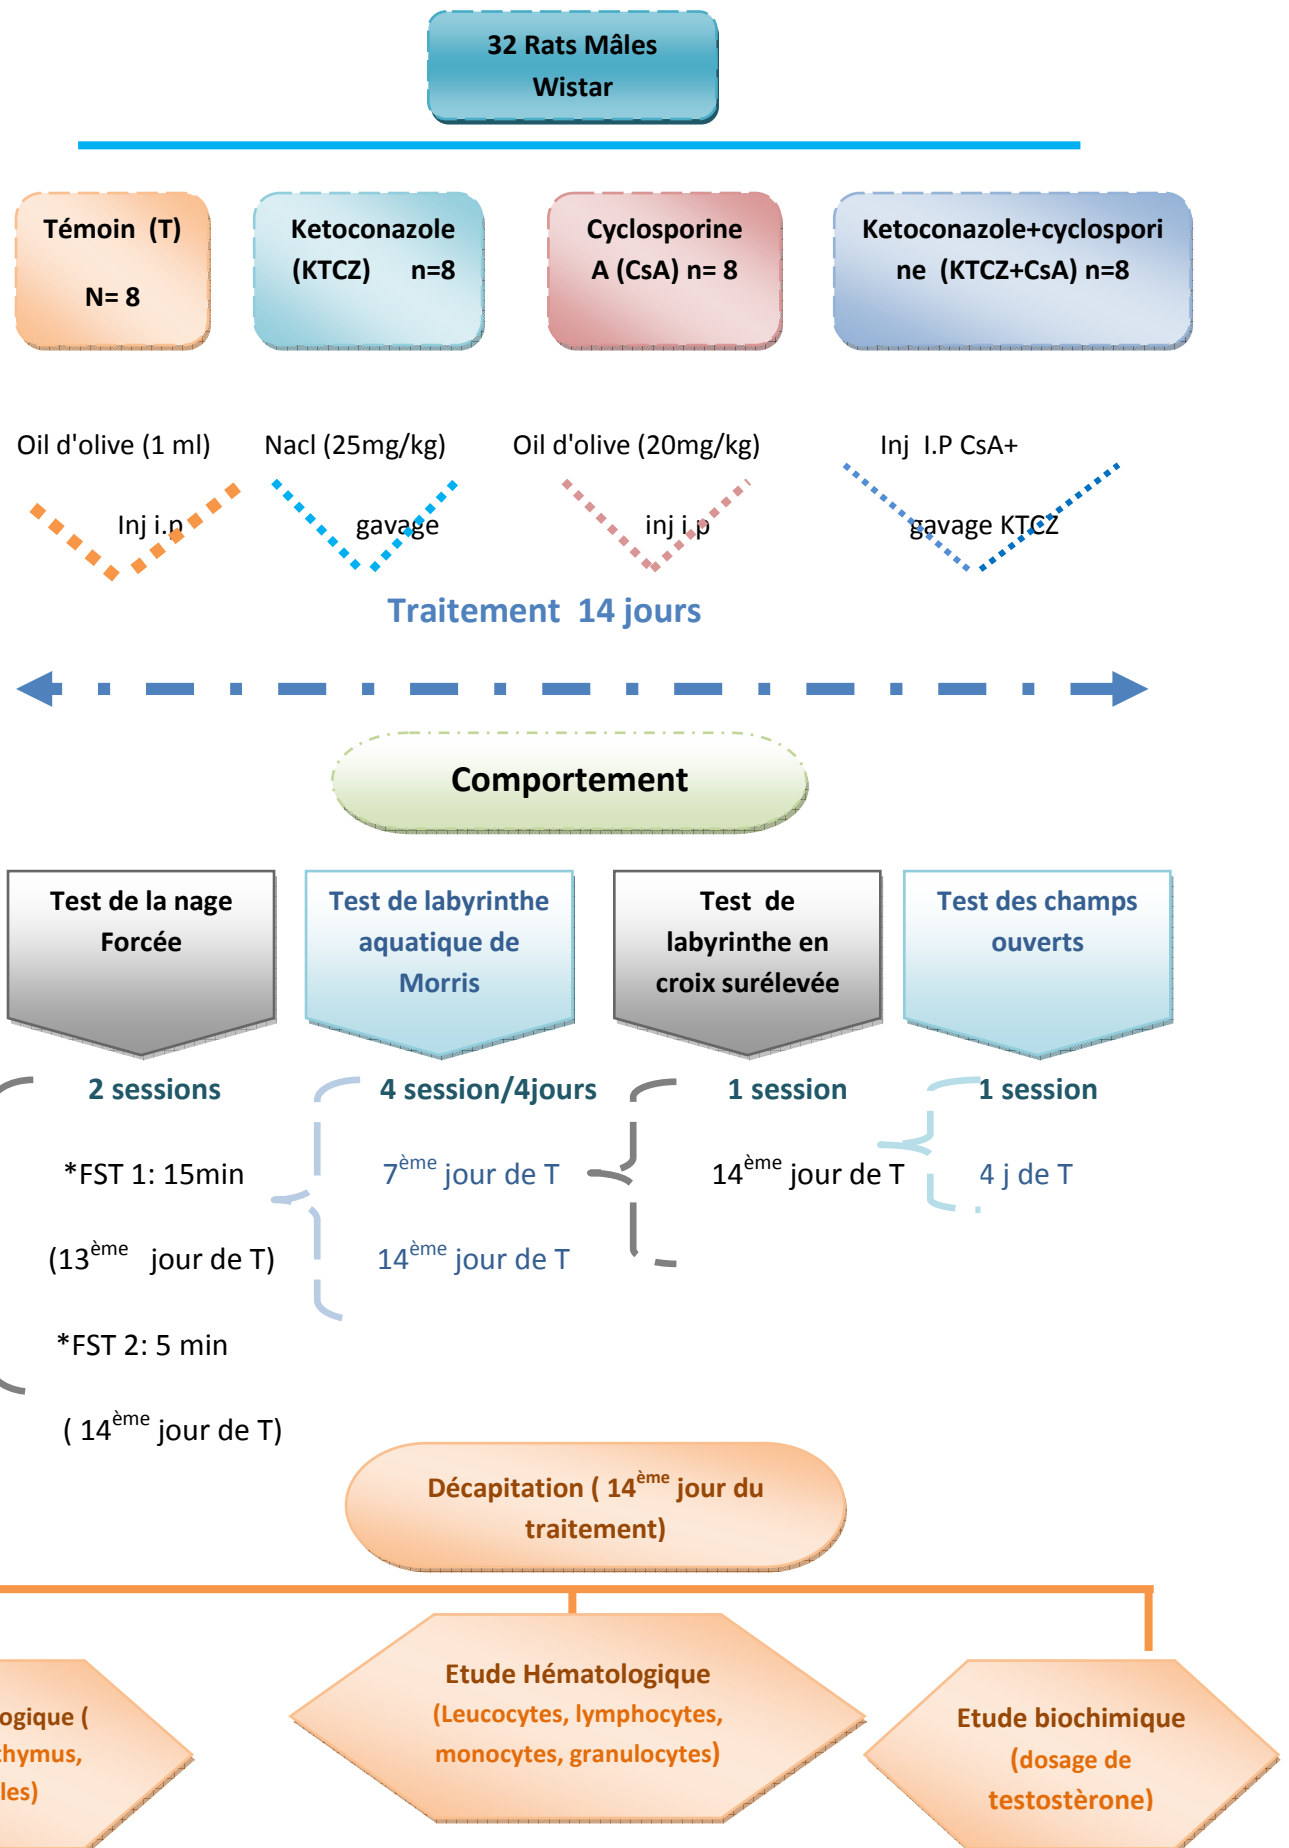 32 Rats Mâles
Wistar
Témoin (T)
N= 8
Ketoconazole
(KTCZ) n=8
Cyclosporine
A (CsA) n= 8
Ketoconazole+cyclospori
ne (KTCZ+CsA) n=8
Oil d'olive (1 ml)
Inj i.p
Nacl (25mg/kg)
gavage
Oil d'olive (20mg/kg)
inj i.p
Inj I.P CsA+
gavage KTCZ
Traitement 14 jours
Comportement
Test de la nage
Forcée
Test de labyrinthe
aquatique de
Morris
Test de
labyrinthe en
croix surélevée
Test des champs
ouverts
2 sessions
*FST 1: 15min
(13ème jour de T)
*FST 2: 5 min
( 14ème jour de T)
4 session/4jours
7ème jour de T
14ème jour de T
1 session
14ème jour de T
1 session
4 j de T
Décapitation ( 14ème jour du
traitement)
ogique (
thymus,
les)
Etude Hématologique
(Leucocytes, lymphocytes,
monocytes, granulocytes)
Etude biochimique
(dosage de
testostèrone)